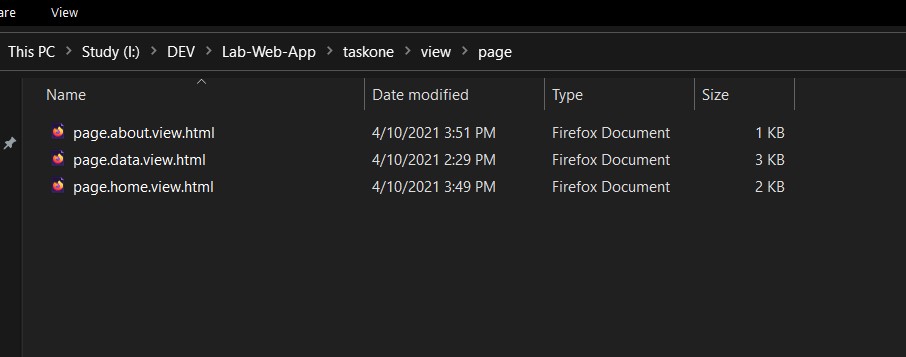 are View
This PC > Study (I:) > DEV > Lab-Web-App > taskone > view > page
Name Date modified Type Size
page.about.view.html 4/10/2021 3:51 PM Firefox Document 1 KB
page.data.view.html 4/10/2021 2:29 PM Firefox Document 3 KB
page.home.view.html 4/10/2021 3:49 PM Firefox Document 2 KB